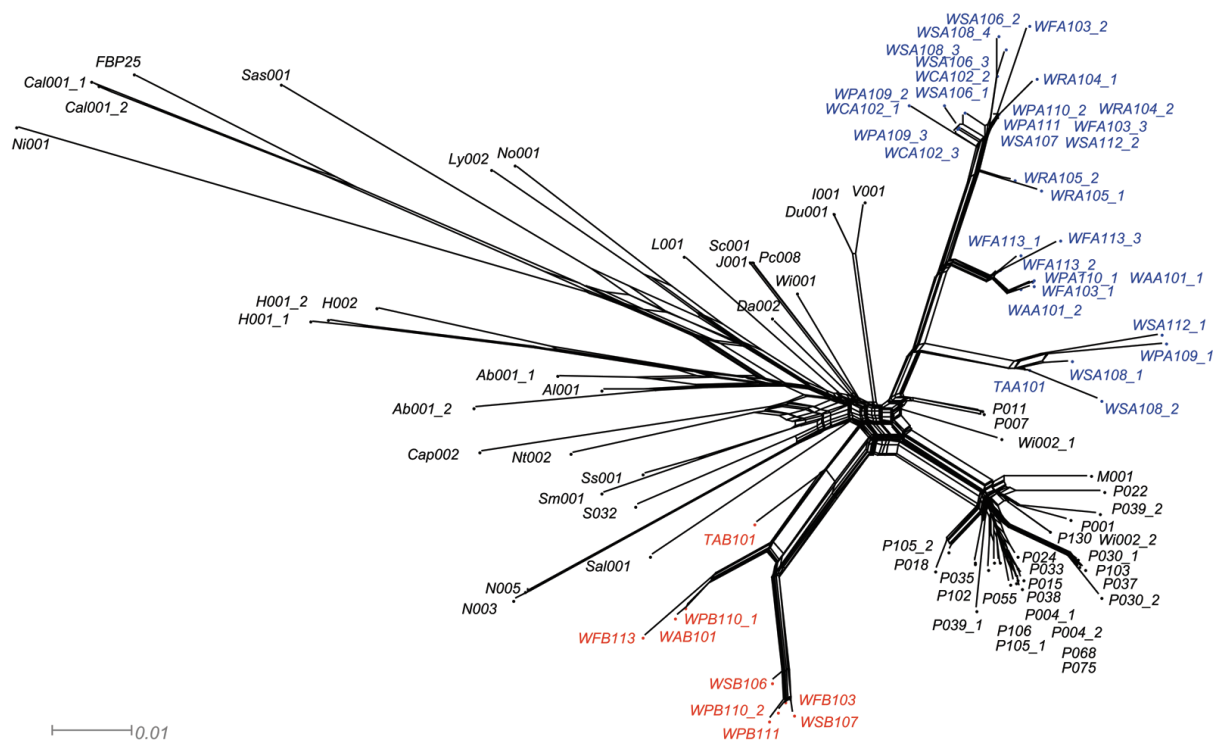 WSA106_2
WSA108_4
WFA103_2
WSA108_3
FBP25
Sas001
WSA106_3
Cal001_1
WCA102_2
WRA104_1
WPA109_2
WSA106_1
Cal001_2
WCA102_1
WPA110_2
WRA104_2
WPA111
WFA103_3
Ni001
WPA109_3
WSA107
WSA112_2
WCA102_3
No001
Ly002
WRA105_2
WRA105_1
I001
V001
Du001
L001
Sc001
J001
Pc008
WFA113_1
WFA113_3
WFA113_2
Wi001
WPAT10_1
WAA101_1
WFA103_1
H001_2
H002
Da002
WAA101_2
H001_1
WSA112_1
WPA109_1
Ab001_1
WSA108_1
Al001
TAA101
Ab001_2
WSA108_2
P011
P007
Wi002_1
Cap002
Nt002
Ss001
M001
P022
Sm001
S032
P039_2
P001
TAB101
P130
Wi002_2
P105_2
P024
P030_1
P018
P033
P103
Sal001
P035
P015
P037
N005
P102
P055
P038
P030_2
N003
P004_1
WPB110_1
P039_1
WFB113
WAB101
P106
P004_2
P105_1
P068
P075
WSB106
WFB103
WPB110_2
WSB107
WPB111
0.01